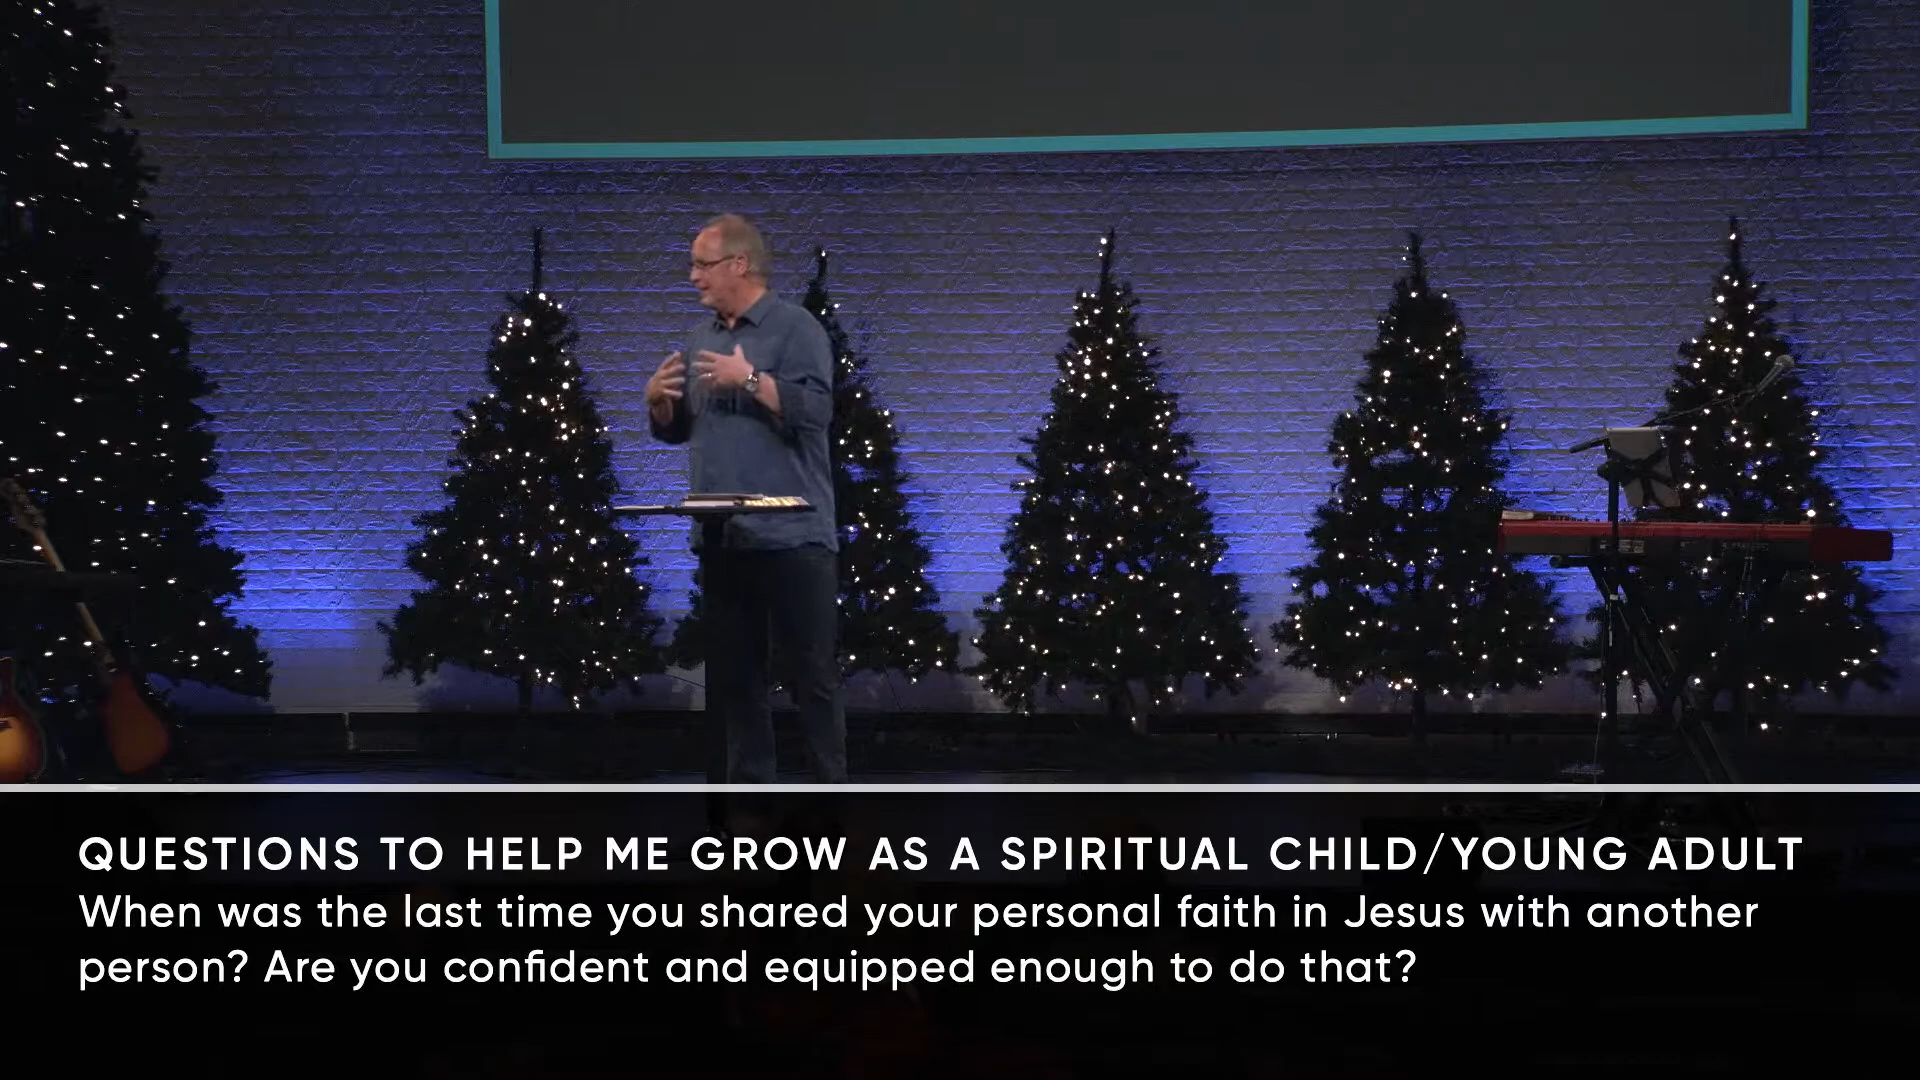 QUESTIONS TO HELP ME GROW AS A SPIRITUAL CHILD/YOUNG ADULT
When was the last time you shared your personal faith in Jesus with another
person? Are you confident and equipped enough to do that?